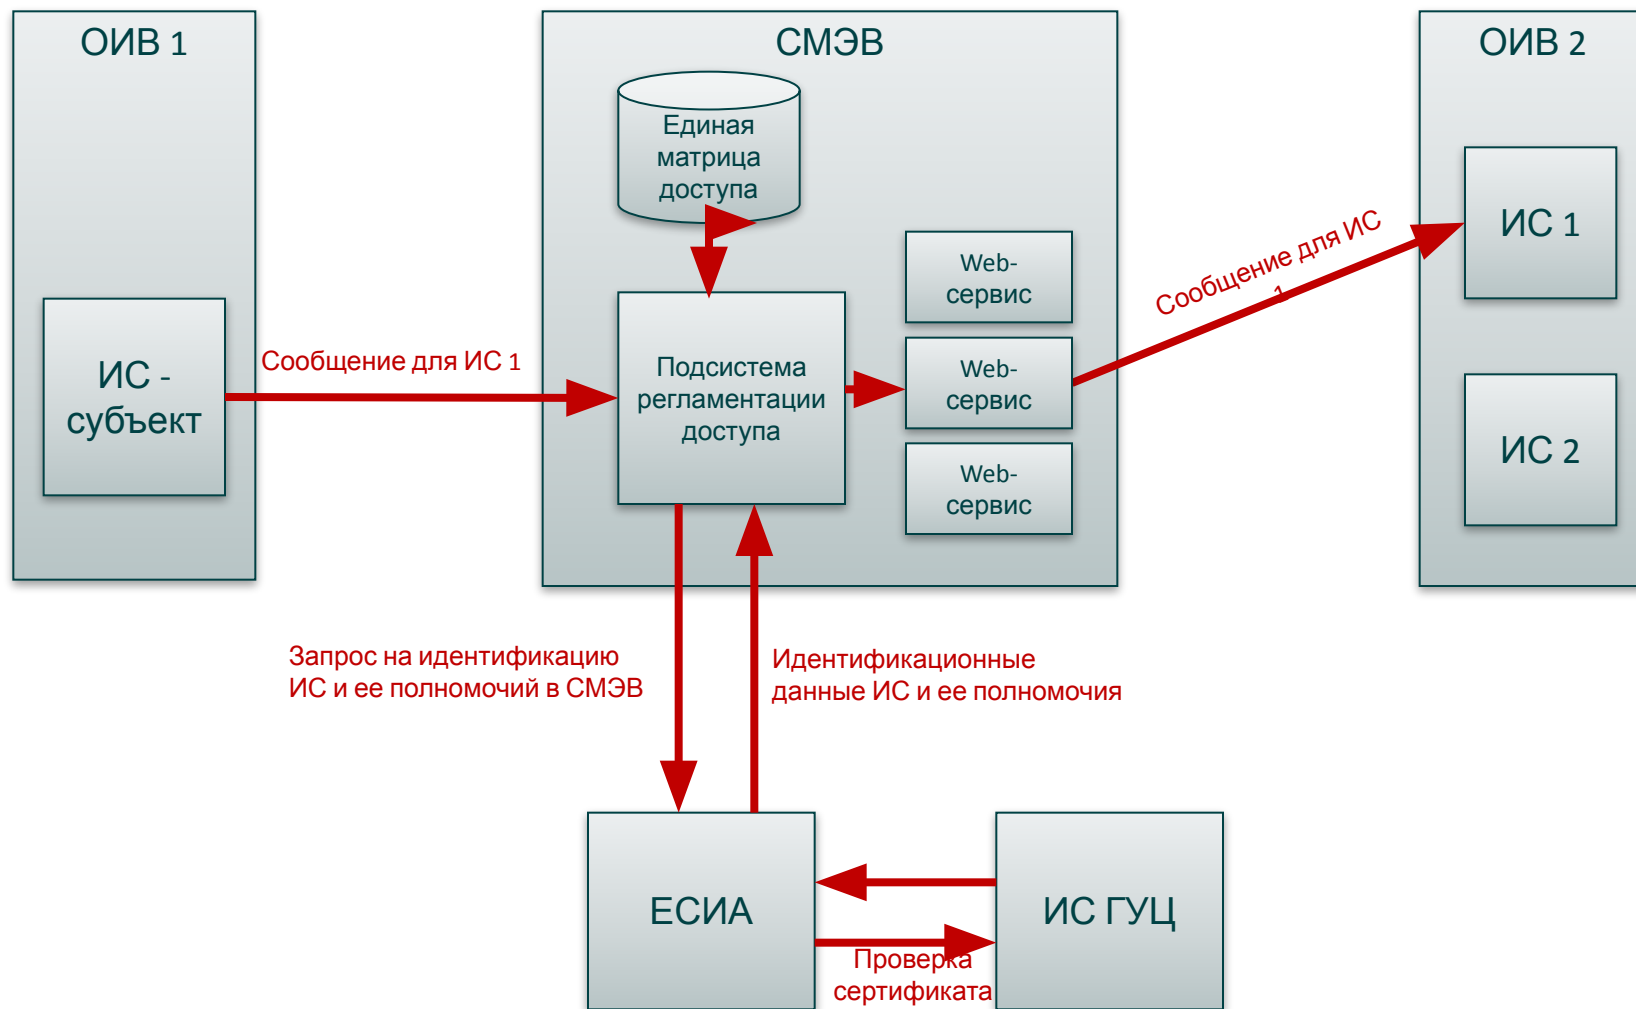 ОИВ 1
СМЭВ
ОИВ 2
Единая
матрица
доступа
ИС 1
Web-
сервис
Сообщение для ИС
1
Сообщение для ИС 1
ИС -
субъект
Подсистема
регламентации
доступа
Web-
сервис
ИС 2
Web-
сервис
Запрос на идентификацию
ИС и ее полномочий в СМЭВ
Идентификационные
данные ИС и ее полномочия
ЕСИА
ИС ГУЦ
Проверка
сертификата